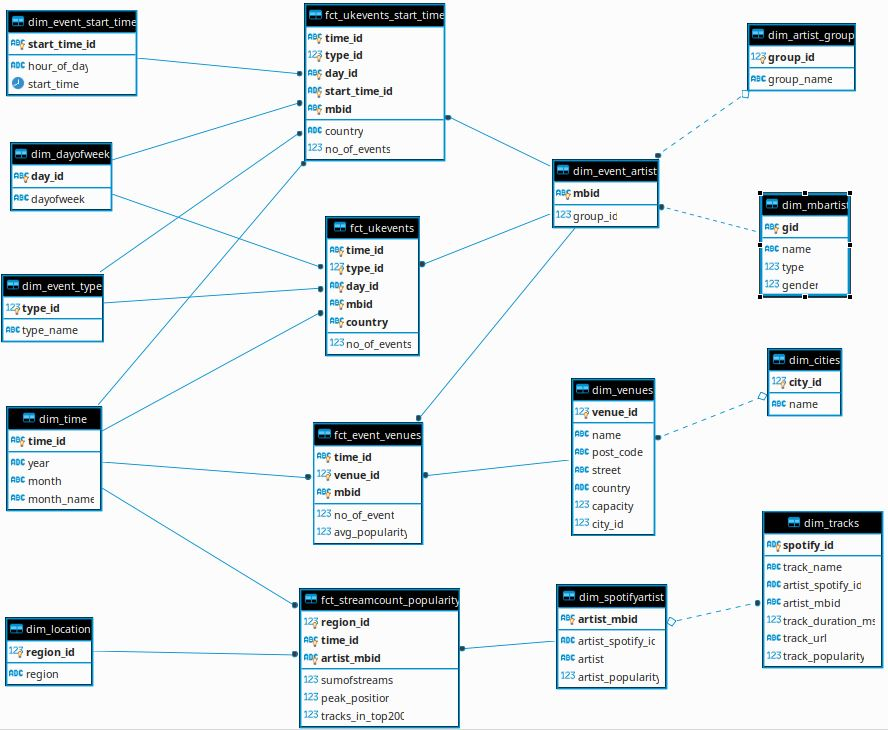 dim_event_start_time
start_time_id
hour_of_day
start_time
fct_ukevents_start_time
time_id
type_id
day_id
start_time_id
mbid
country
no_of_events
dim_artist_group
group_id
group_name
dim_dayofweek
day_id
dayofweek
dim_event_artist
mbid
group_id
dim_mbartist
gid
name
type
gender
fct_ukevents
time_id
type_id
day_id
mbid
country
no_of_events
dim_event_type
type_id
type_name
dim_cities
city_id
name
dim_venues
venue_id
name
post_code
street
country
capacity
city_id
dim_time
time_id
year
month
month_name
fct_event_venues
time_id
venue_id
mbid
no_of_event
avg_popularity
dim_tracks
spotify_id
track_name
artist_spotify_id
artist_mbid
track_duration_ms
track_url
track_popularity
fct_streamcount_popularity
region_id
time_id
artist_mbid
sumofstreams
peak_position
tracks_in_top200
dim_spotifyartist
artist_mbid
artist_spotify_id
artist
artist_popularity
dim_location
region_id
region